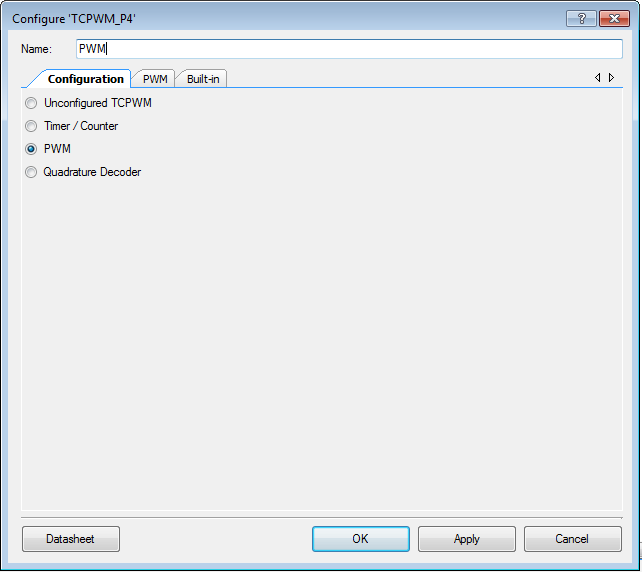 Configure 'TCPWM_P4'
?
Name: PWM
Configuration PWM Built-in
Unconfigured TCPWM
Timer / Counter
PWM
Quadrature Decoder
Datasheet OK Apply Cancel